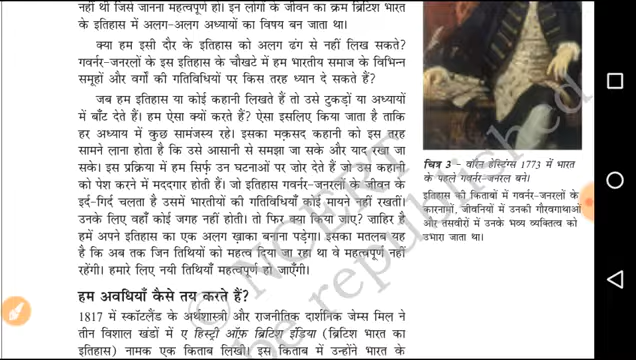 नहीं थी जिसे जानना महत्वपूर्ण हो। इन लोगों के जीवन का क्रम ब्रिटिश भारत
के इतिहास में अलग-अलग अध्यायों का विषय बन जाता था।
क्या हम इसी दौर के इतिहास को अलग ढंग से नहीं लिख सकते?
गवर्नर-जनरलों के इस इतिहास के चौखटे में हम भारतीय समाज के विभिन्न
समूहों और वर्गों की गतिविधियों पर किस तरह ध्यान दे सकते हैं?
जब हम इतिहास या कोई कहानी लिखते हैं तो उसे टुकड़ों या अध्यायों
में बाँट देते हैं। हम ऐसा क्यों करते हैं? ऐसा इसलिए किया जाता है ताकि
हर अध्याय में कुछ सामंजस्य रहे। इसका मक़सद कहानी को इस तरह
सामने लाना होता है कि उसे आसानी से समझा जा सके और याद रखा जा
सके। इस प्रक्रिया में हम सिर्फ़ उन घटनाओं पर ज़ोर देते हैं जो उस कहानी
को पेश करने में मददगार होती हैं। जो इतिहास गवर्नर-जनरलों के जीवन के
इर्द-गिर्द चलता है उसमें भारतीयों की गतिविधियाँ कोई मायने नहीं रखतीं।
उनके लिए वहाँ कोई जगह नहीं होती। तो फिर क्या किया जाए? ज़ाहिर है
हमें अपने इतिहास का एक अलग ख़ाका बनाना पड़ेगा। इसका मतलब यह
है कि अब तक जिन तिथियों को महत्व दिया जा रहा था वे महत्वपूर्ण नहीं
रहेंगी। हमारे लिए नयी तिथियाँ महत्वपूर्ण हो जाएँगी।
हम अवधियाँ कैसे तय करते हैं?
1817 में स्कॉटलैंड के अर्थशास्त्री और राजनीतिक दार्शनिक जेम्स मिल ने
तीन विशाल खंडों में ए हिस्ट्री ऑफ़ ब्रिटिश इंडिया (ब्रिटिश भारत का
इतिहास) नामक एक किताब लिखी। इस किताब में उन्होंने भारत के
चित्र 3 - वॉरेन हेस्टिंग्स 1773 में भारत
के पहले गवर्नर-जनरल बने।
इतिहास की किताबों में गवर्नर-जनरलों के
कारनामों, जीवनियों में उनकी गौरवगाथाओं
और तसवीरों में उनके भव्य व्यक्तित्व को
उभारा जाता था।
© NCERT
be republished